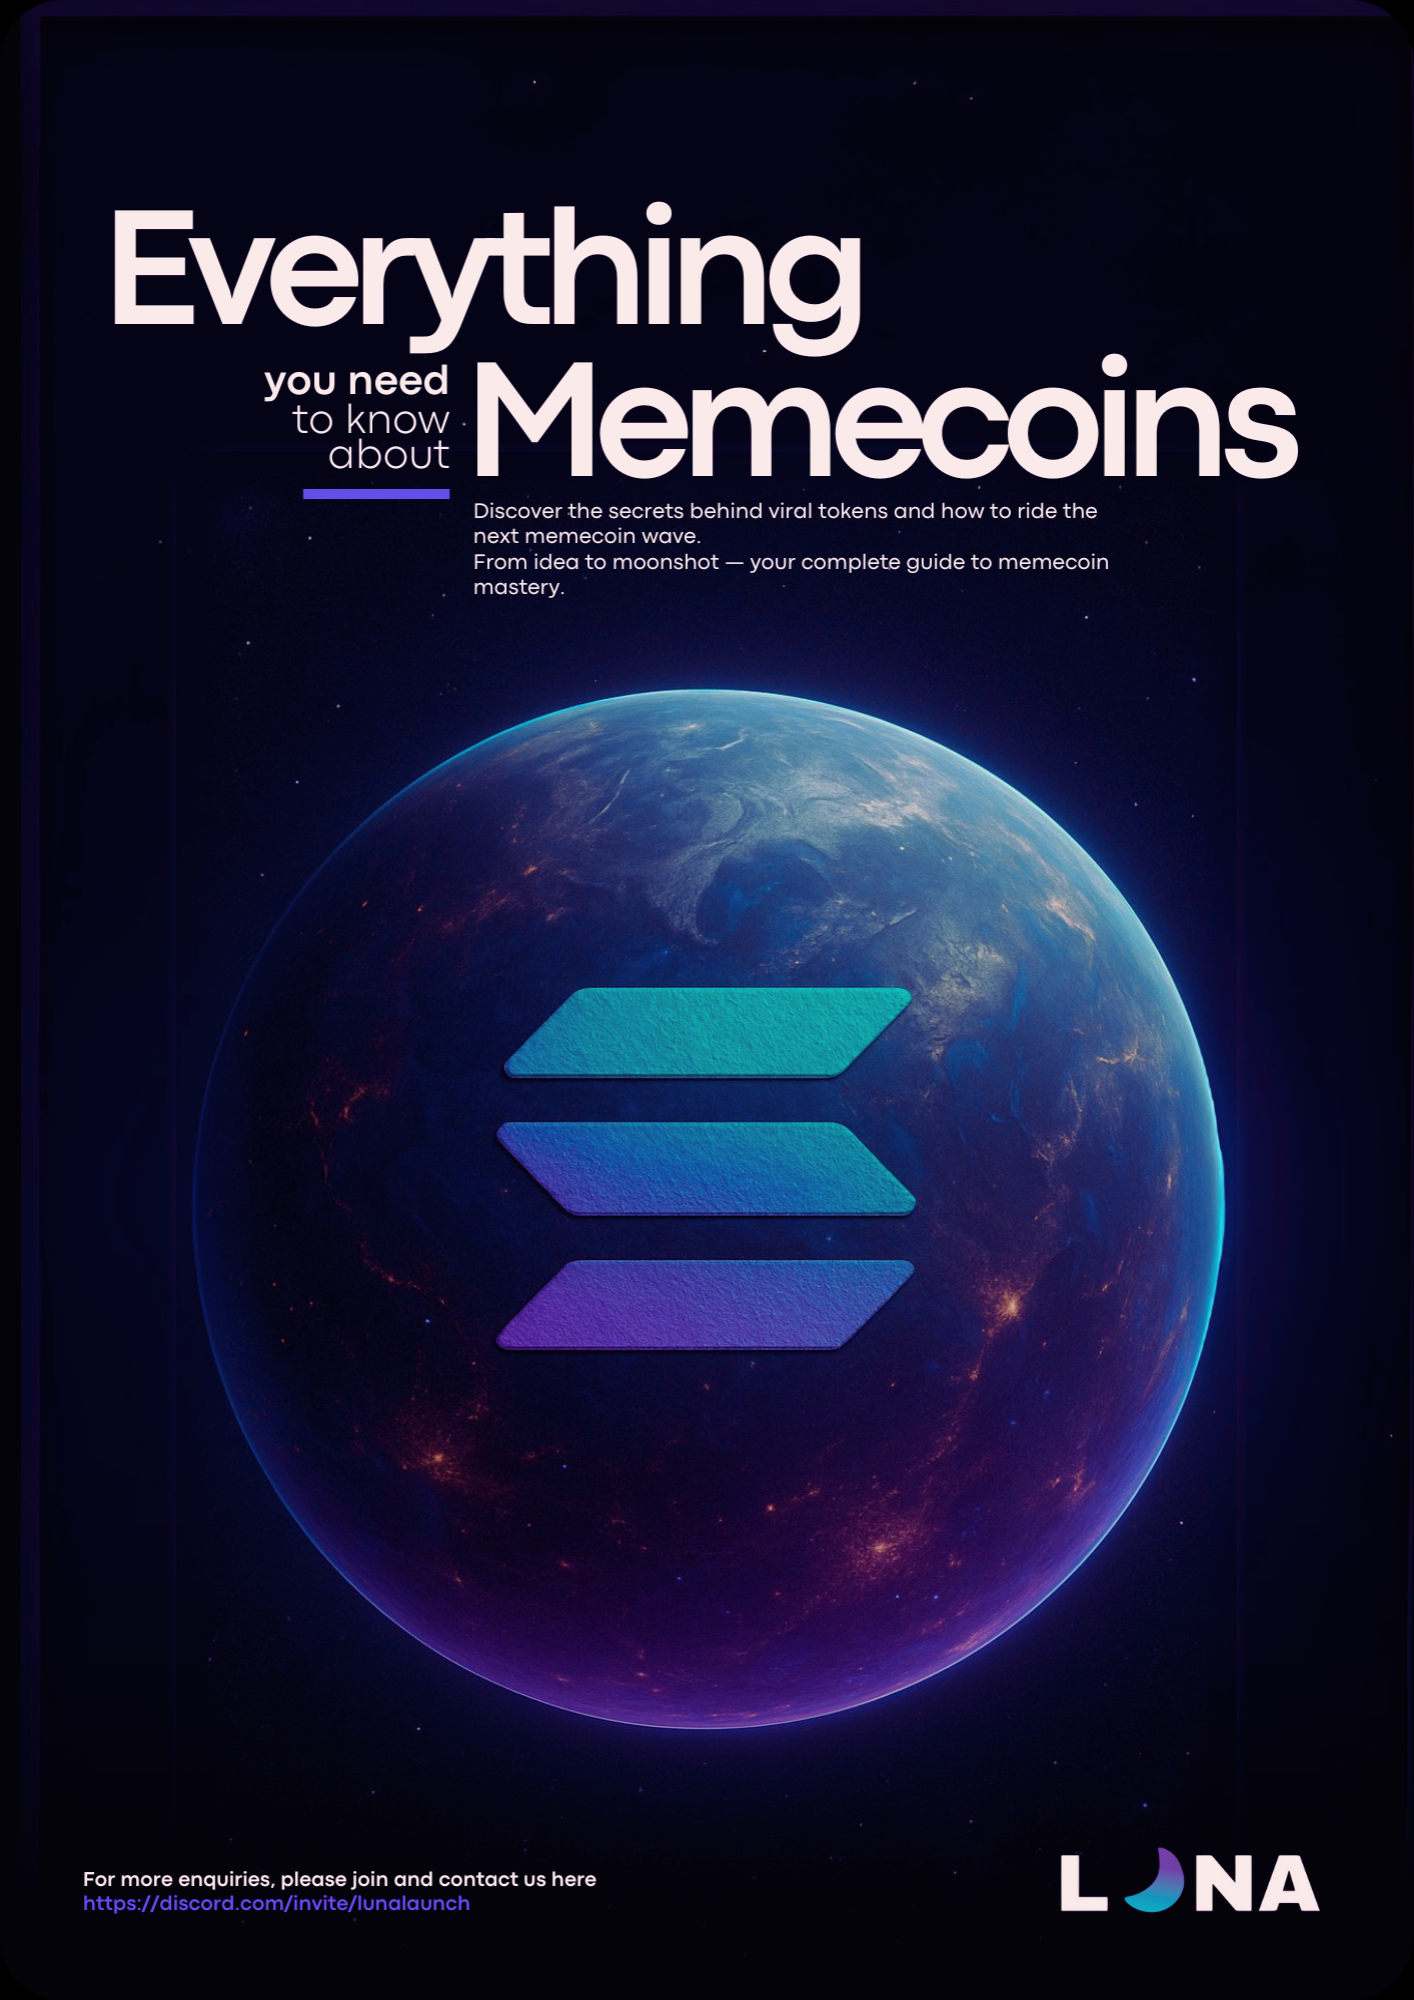 Everything
you need
to know
about
Memecoins
Discover the secrets behind viral tokens and how to ride the
next memecoin wave.
From idea to moonshot — your complete guide to memecoin
mastery.
For more enquiries, please join and contact us here
https://discord.com/invite/lunalaunch
LUNA